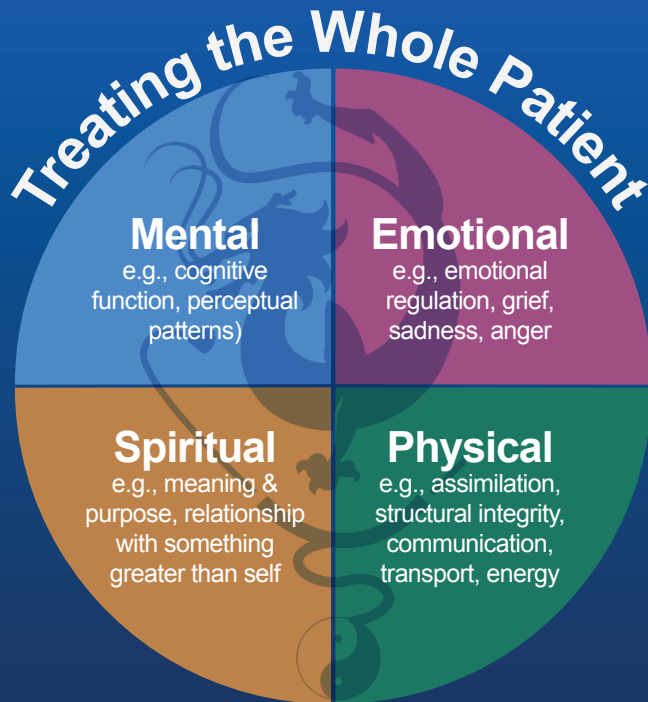 Treating the Whole Patient
Mental
e.g., cognitive
function, perceptual
patterns)
Emotional
e.g., emotional
regulation, grief,
sadness, anger
Spiritual
e.g., meaning &
purpose, relationship
with something
greater than self
Physical
e.g., assimilation,
structural integrity,
communication,
transport, energy